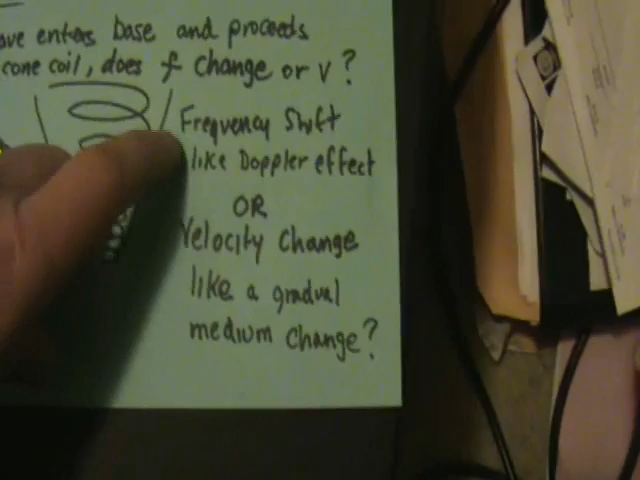 ave enters base and proceeds
cone coil, does f change or v?
Frequency Shift
like Doppler effect
OR
Velocity Change
like a gradual
medium change?